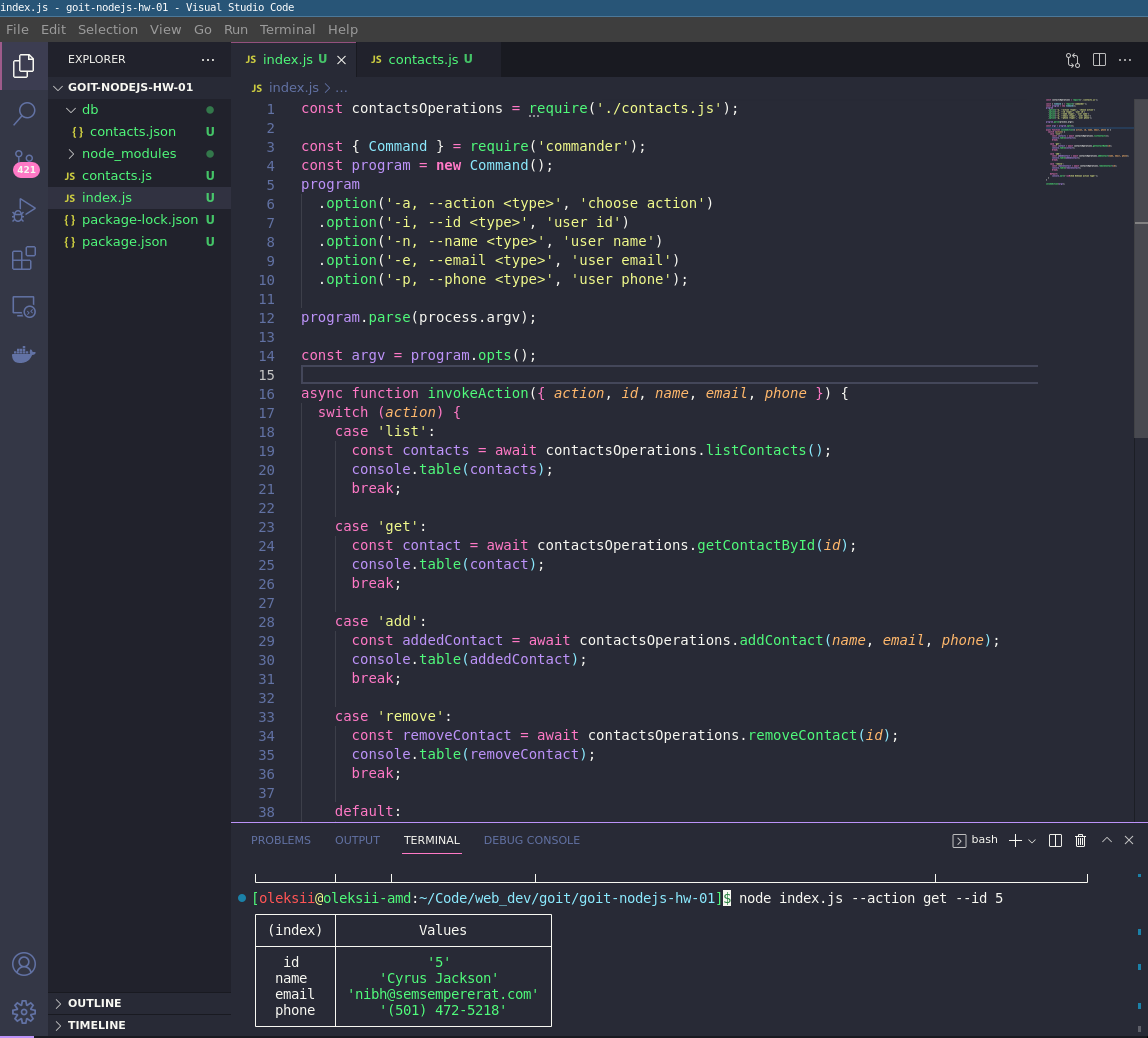 index.js - goit-nodejs-hw-01 - Visual Studio Code
File Edit Selection View Go Run Terminal Help
EXPLORER ···
GOIT-NODEJS-HW-01
db
{} contacts.json U
node_modules
JS contacts.js U
JS index.js U
{} package-lock.json U
{} package.json U
421
OUTLINE
TIMELINE
JS index.js U JS contacts.js U
JS index.js > ...
1 const contactsOperations = require('./contacts.js');
2
3 const { Command } = require('commander');
4 const program = new Command();
5 program
6 .option('-a, --action <type>', 'choose action')
7 .option('-i, --id <type>', 'user id')
8 .option('-n, --name <type>', 'user name')
9 .option('-e, --email <type>', 'user email')
10 .option('-p, --phone <type>', 'user phone');
11
12 program.parse(process.argv);
13
14 const argv = program.opts();
15
16 async function invokeAction({ action, id, name, email, phone }) {
17 switch (action) {
18 case 'list':
19 const contacts = await contactsOperations.listContacts();
20 console.table(contacts);
21 break;
22
23 case 'get':
24 const contact = await contactsOperations.getContactById(id);
25 console.table(contact);
26 break;
27
28 case 'add':
29 const addedContact = await contactsOperations.addContact(name, email, phone);
30 console.table(addedContact);
31 break;
32
33 case 'remove':
34 const removeContact = await contactsOperations.removeContact(id);
35 console.table(removeContact);
36 break;
37
38 default:
PROBLEMS OUTPUT TERMINAL DEBUG CONSOLE bash
[oleksii@oleksii-amd:~/Code/web_dev/goit/goit-nodejs-hw-01]$ node index.js --action get --id 5
(index) Values
id '5'
name 'Cyrus Jackson'
email 'nibh@semsempererat.com'
phone '(501) 472-5218'